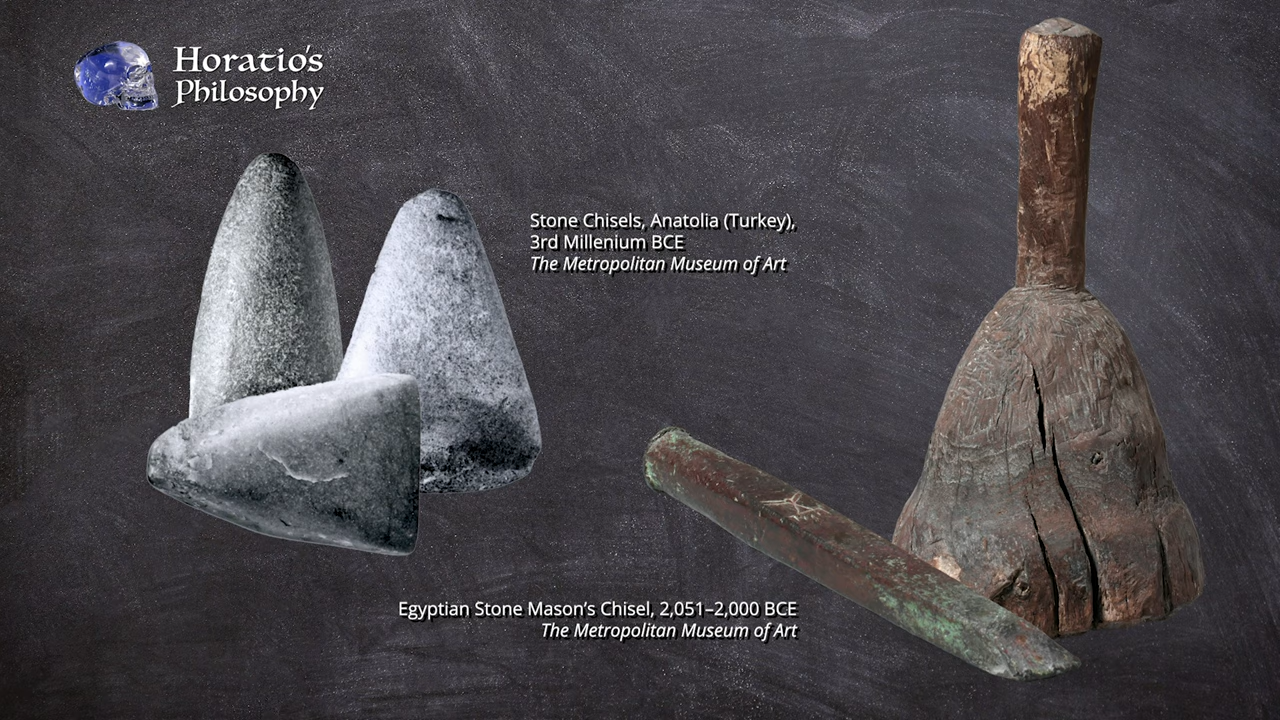 Horatio's
Philosophy
Stone Chisels, Anatolia (Turkey),
3rd Millenium BCE
The Metropolitan Museum of Art
Egyptian Stone Mason’s Chisel, 2,051–2,000 BCE
The Metropolitan Museum of Art